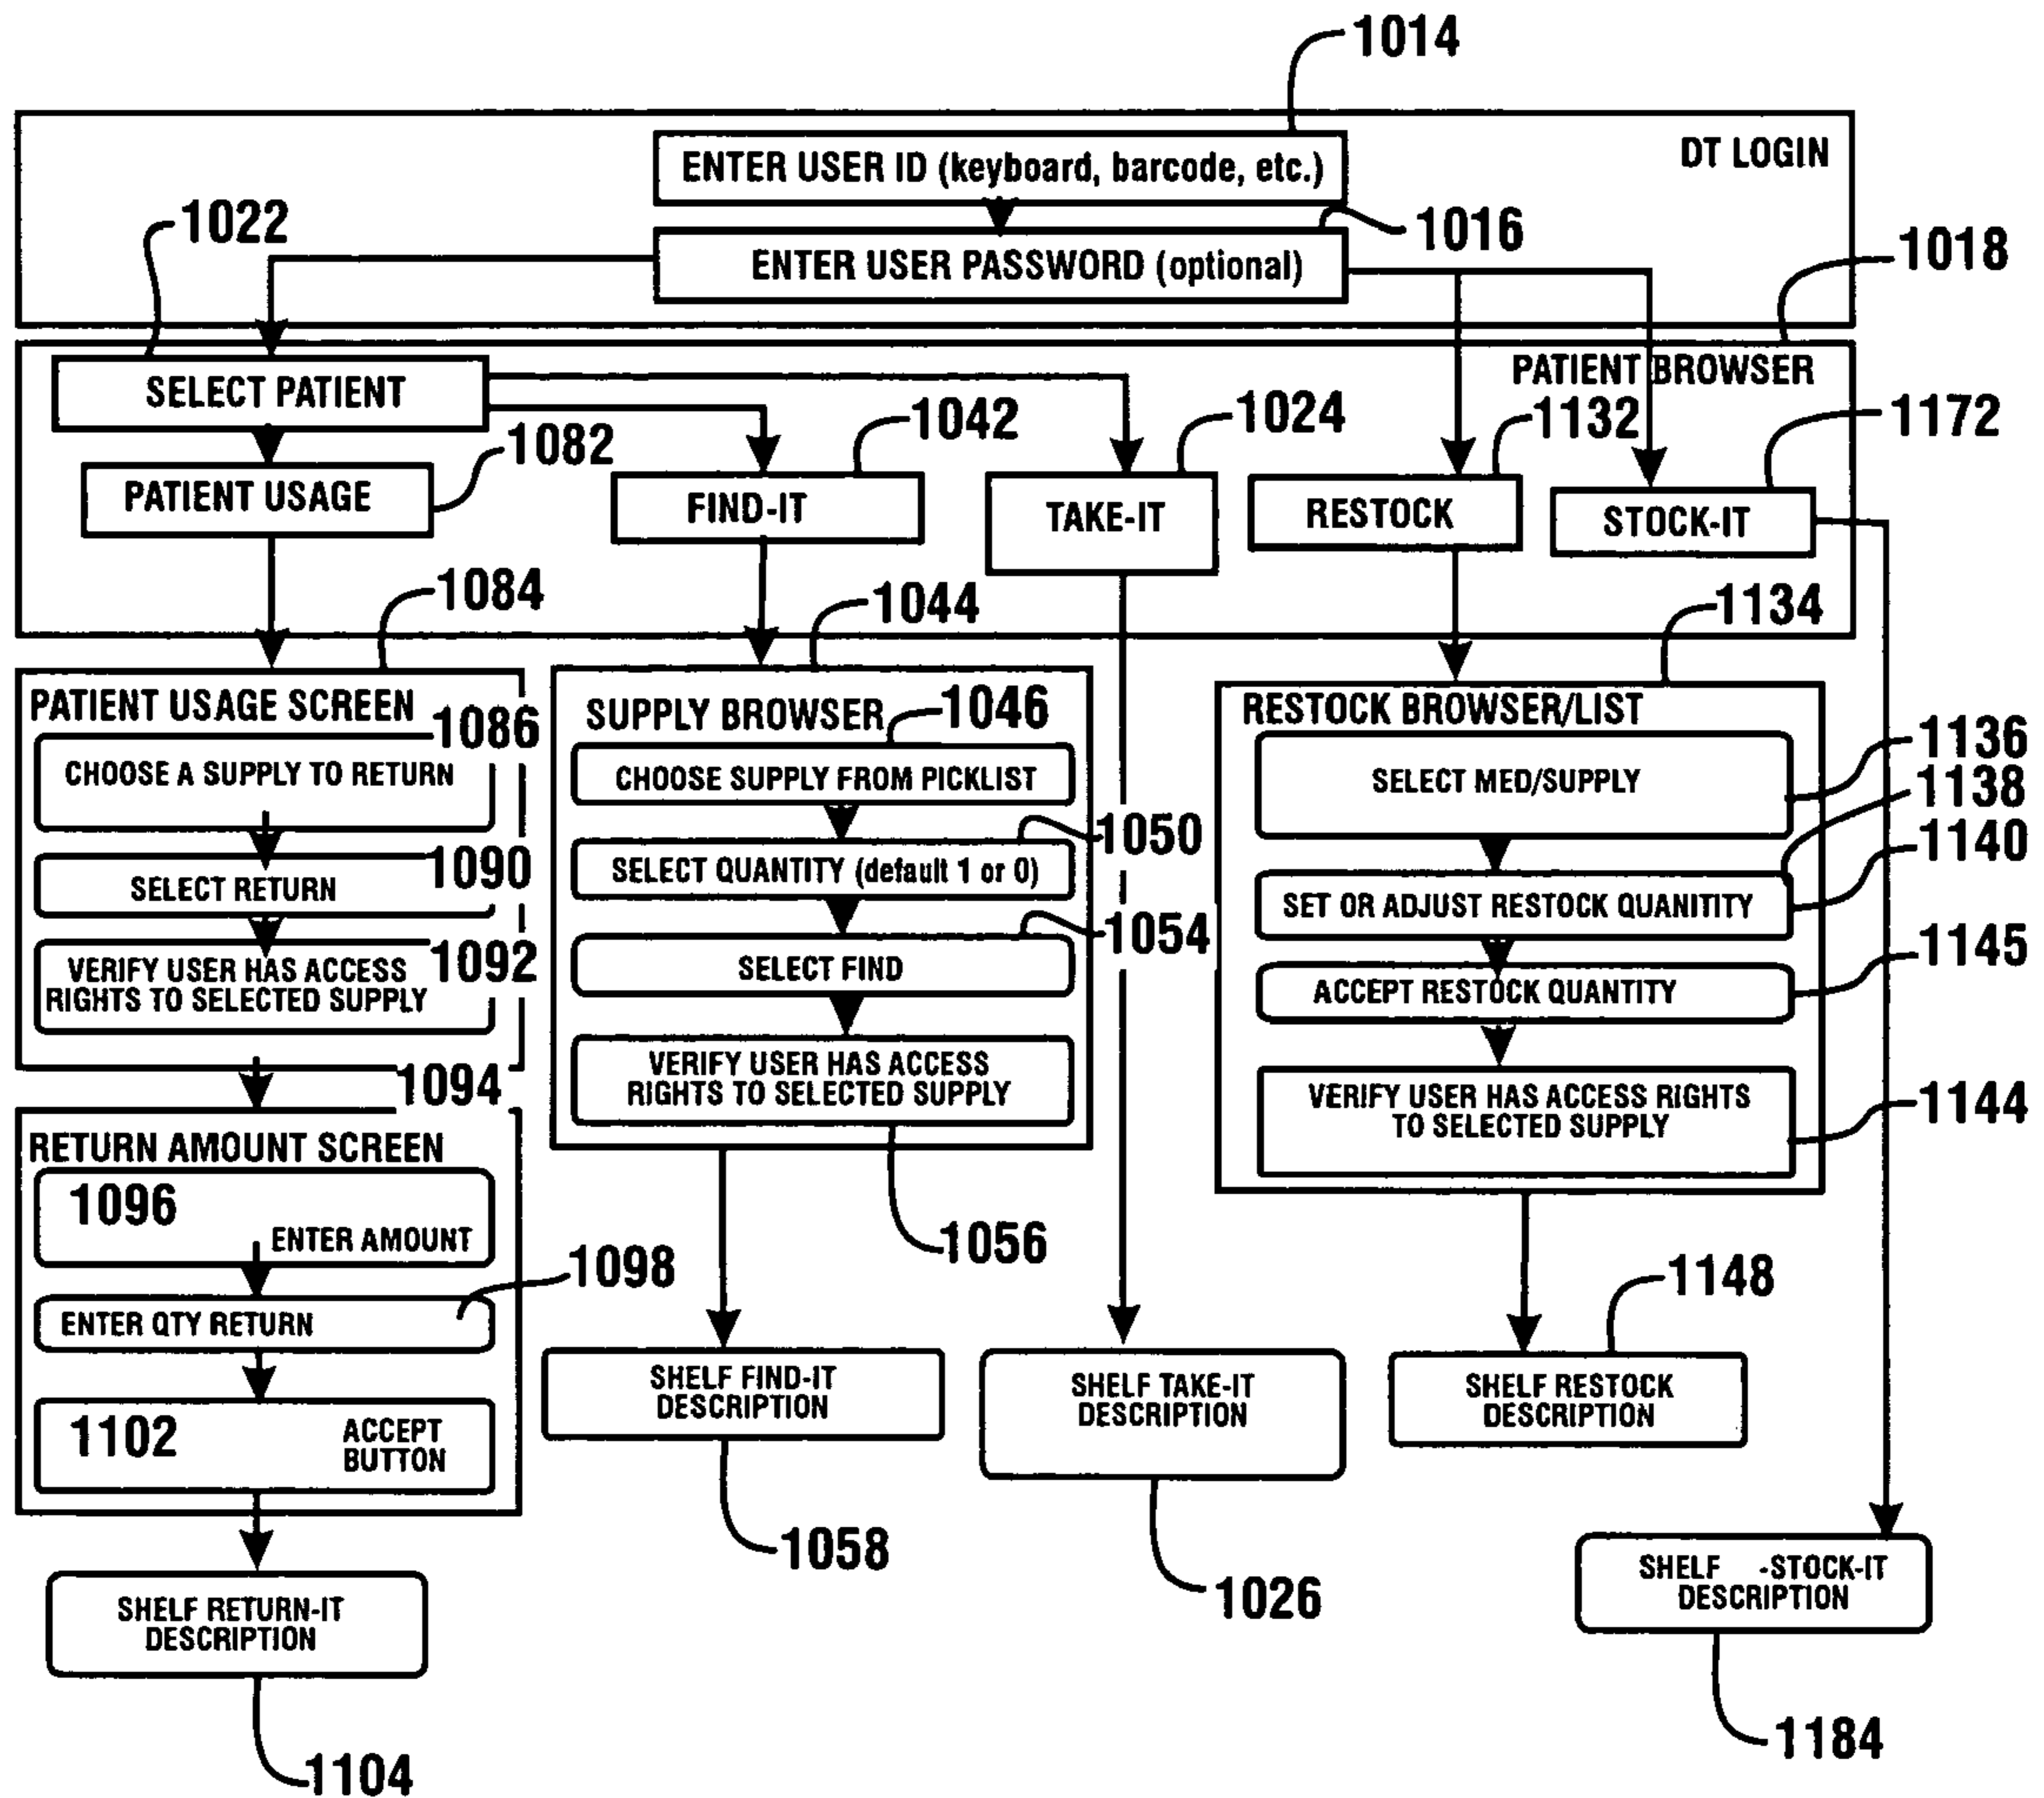 1014
DT LOGIN
ENTER USER ID (keyboard, barcode, etc.)
1022
1016
ENTER USER PASSWORD (optional)
1018
PATIENT BROWSER
SELECT PATIENT
1082
1042
1024
1132
1172
PATIENT USAGE
FIND-IT
TAKE-IT
RESTOCK
STOCK-IT
1084
1044
1134
PATIENT USAGE SCREEN
1086
CHOOSE A SUPPLY TO RETURN
1090
SELECT RETURN
1092
VERIFY USER HAS ACCESS
RIGHTS TO SELECTED SUPPLY
1094
RETURN AMOUNT SCREEN
1096
ENTER AMOUNT
1098
ENTER QTY RETURN
1102
ACCEPT
BUTTON
SHELF RETURN-IT
DESCRIPTION
1104
SUPPLY BROWSER
1046
CHOOSE SUPPLY FROM PICKLIST
1050
SELECT QUANTITY (default 1 or 0)
1054
SELECT FIND
VERIFY USER HAS ACCESS
RIGHTS TO SELECTED SUPPLY
1056
SHELF FIND-IT
DESCRIPTION
1058
SHELF TAKE-IT
DESCRIPTION
1026
RESTOCK BROWSER/LIST
1136
SELECT MED/SUPPLY
1138
1140
SET OR ADJUST RESTOCK QUANITITY
1145
ACCEPT RESTOCK QUANTITY
1144
VERIFY USER HAS ACCESS RIGHTS
TO SELECTED SUPPLY
1148
SHELF RESTOCK
DESCRIPTION
SHELF -STOCK-IT
DESCRIPTION
1184